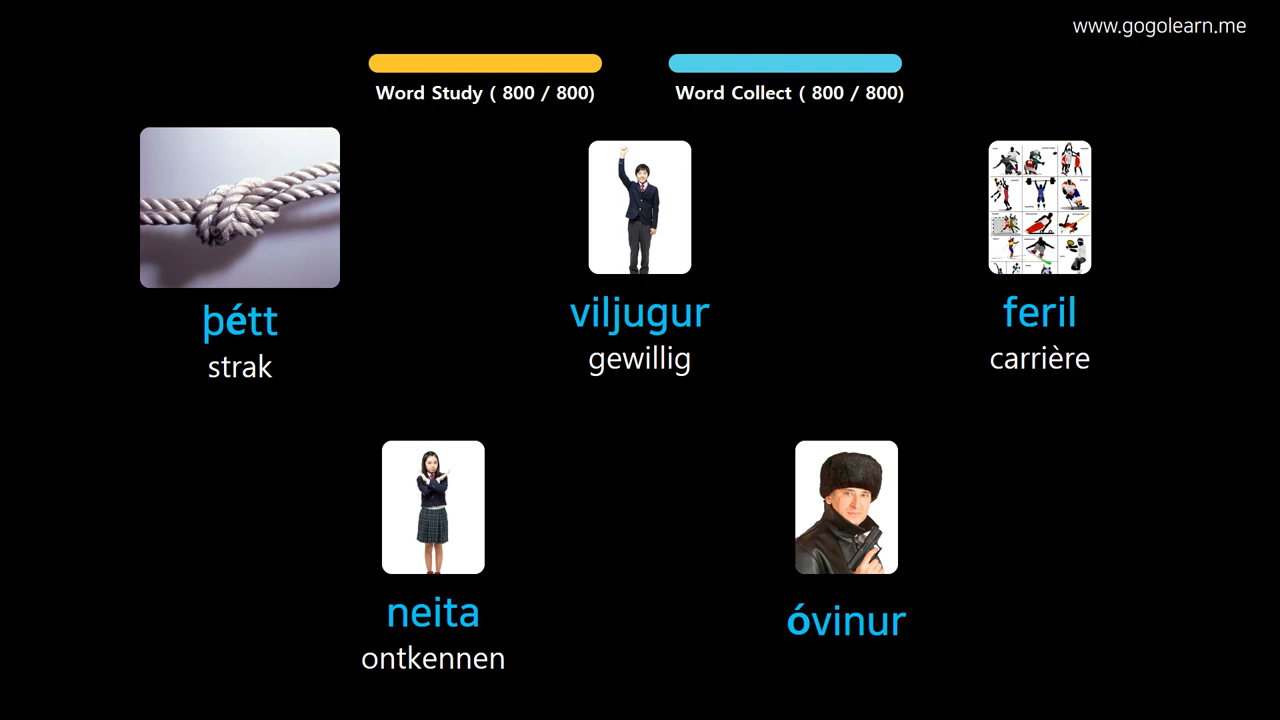 www.gogolearn.me
Word Study ( 800 / 800)
Word Collect ( 800 / 800)
þétt
strak
viljugur
gewillig
feril
carrière
neita
ontkennen
óvinur